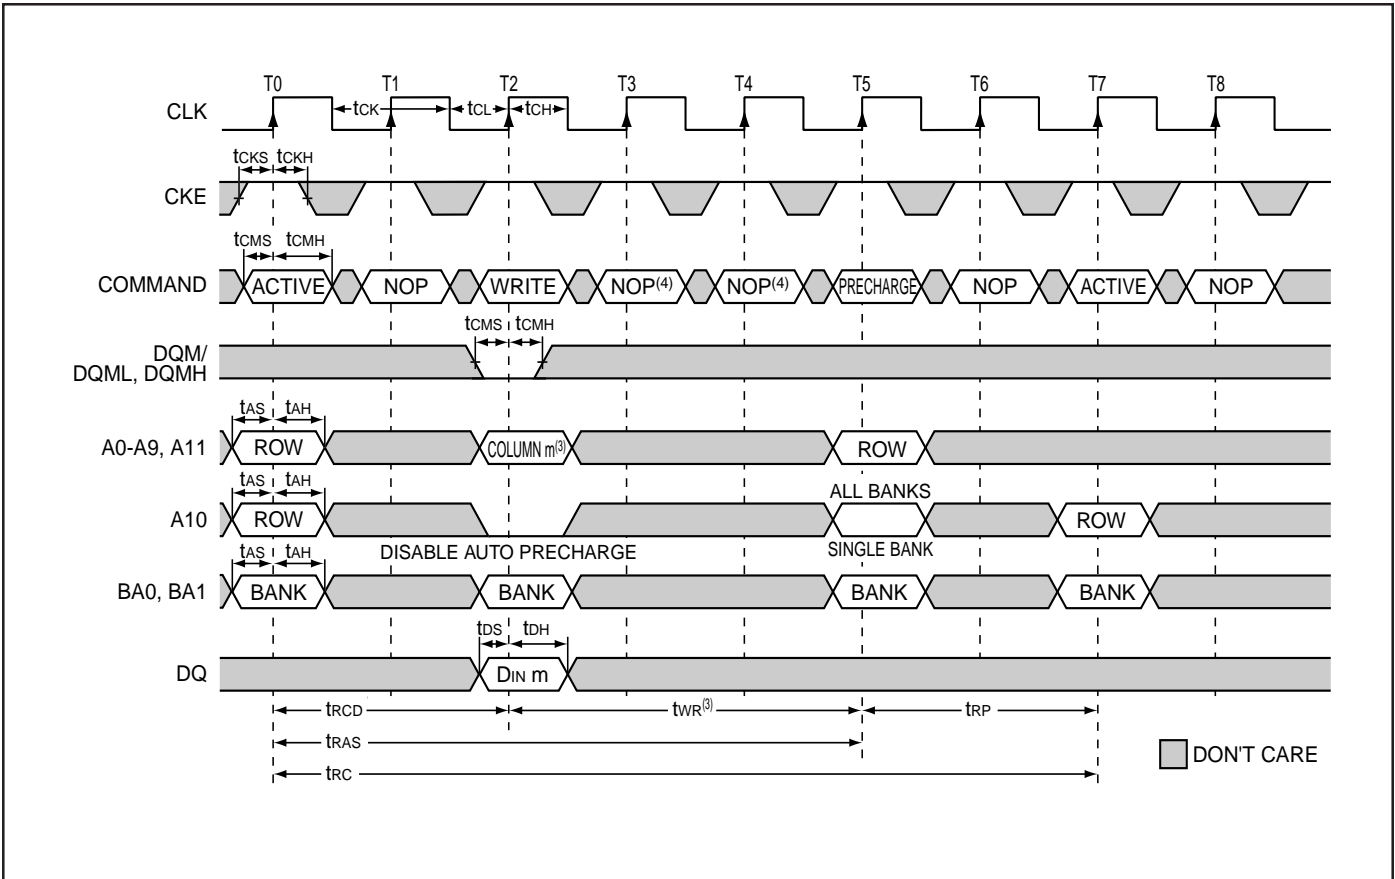 T0 T1 T2 T3 T4 T5 T6 T7 T8
CLK tCK tCL tCH
tCKS tCKH
CKE
tCMS tCMH
COMMAND ACTIVE NOP WRITE NOP(4) NOP(4) PRECHARGE NOP ACTIVE NOP
tCMS tCMH
DQM/
DQML, DQMH
tAS tAH
A0-A9, A11 ROW COLUMN m(3) ROW
tAS tAH ALL BANKS
A10 ROW ROW
tAS tAH DISABLE AUTO PRECHARGE SINGLE BANK
BA0, BA1 BANK BANK BANK BANK
tDS tDH
DQ DIN m
tRCD tWR(3) tRP
tRAS
DON'T CARE
tRC